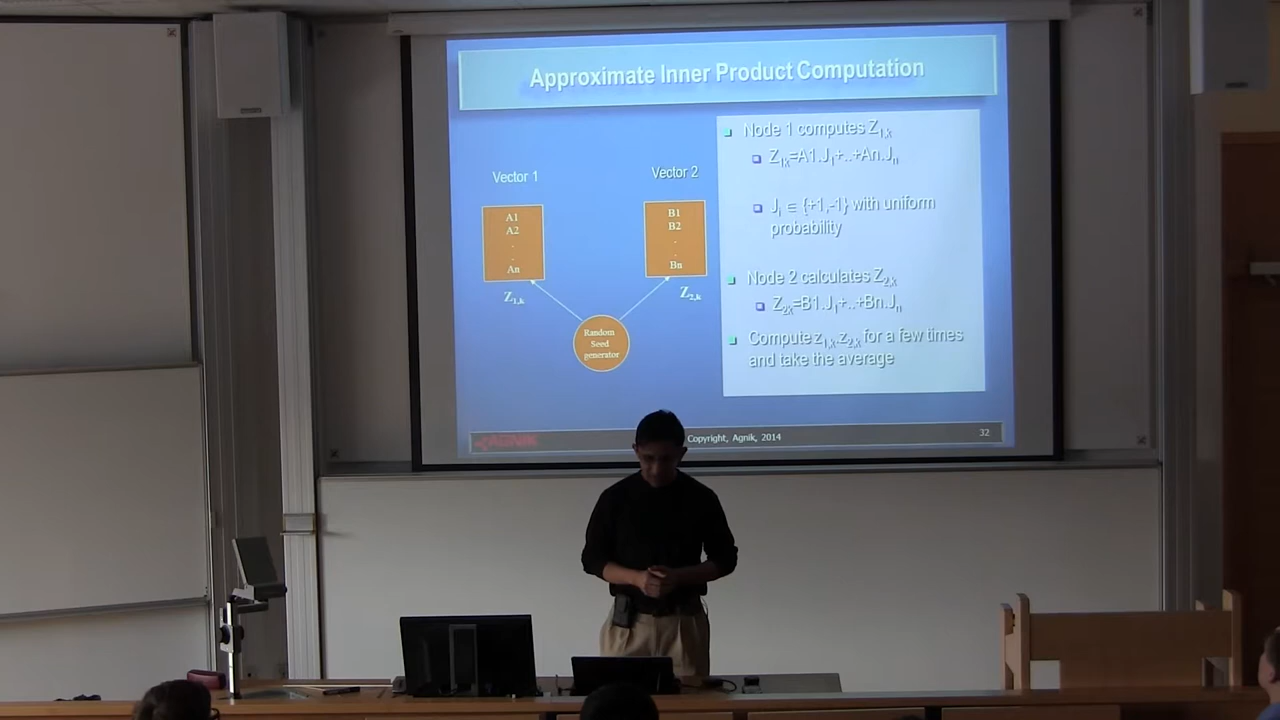 Approximate Inner Product Computation
Vector 1
A1
A2
.
.
An
Z1,k
Vector 2
B1
B2
.
.
Bn
Z2,k
Random
Seed
generator
Node 1 computes Z1,k
Z1k=A1.J1+..+An.Jn
Ji ∈ {+1,-1} with uniform
probability
Node 2 calculates Z2,k
Z2k=B1.J1+..+Bn.Jn
Compute z1,k.z2,k for a few times
and take the average
AGNIK
Copyright, Agnik, 2014
32